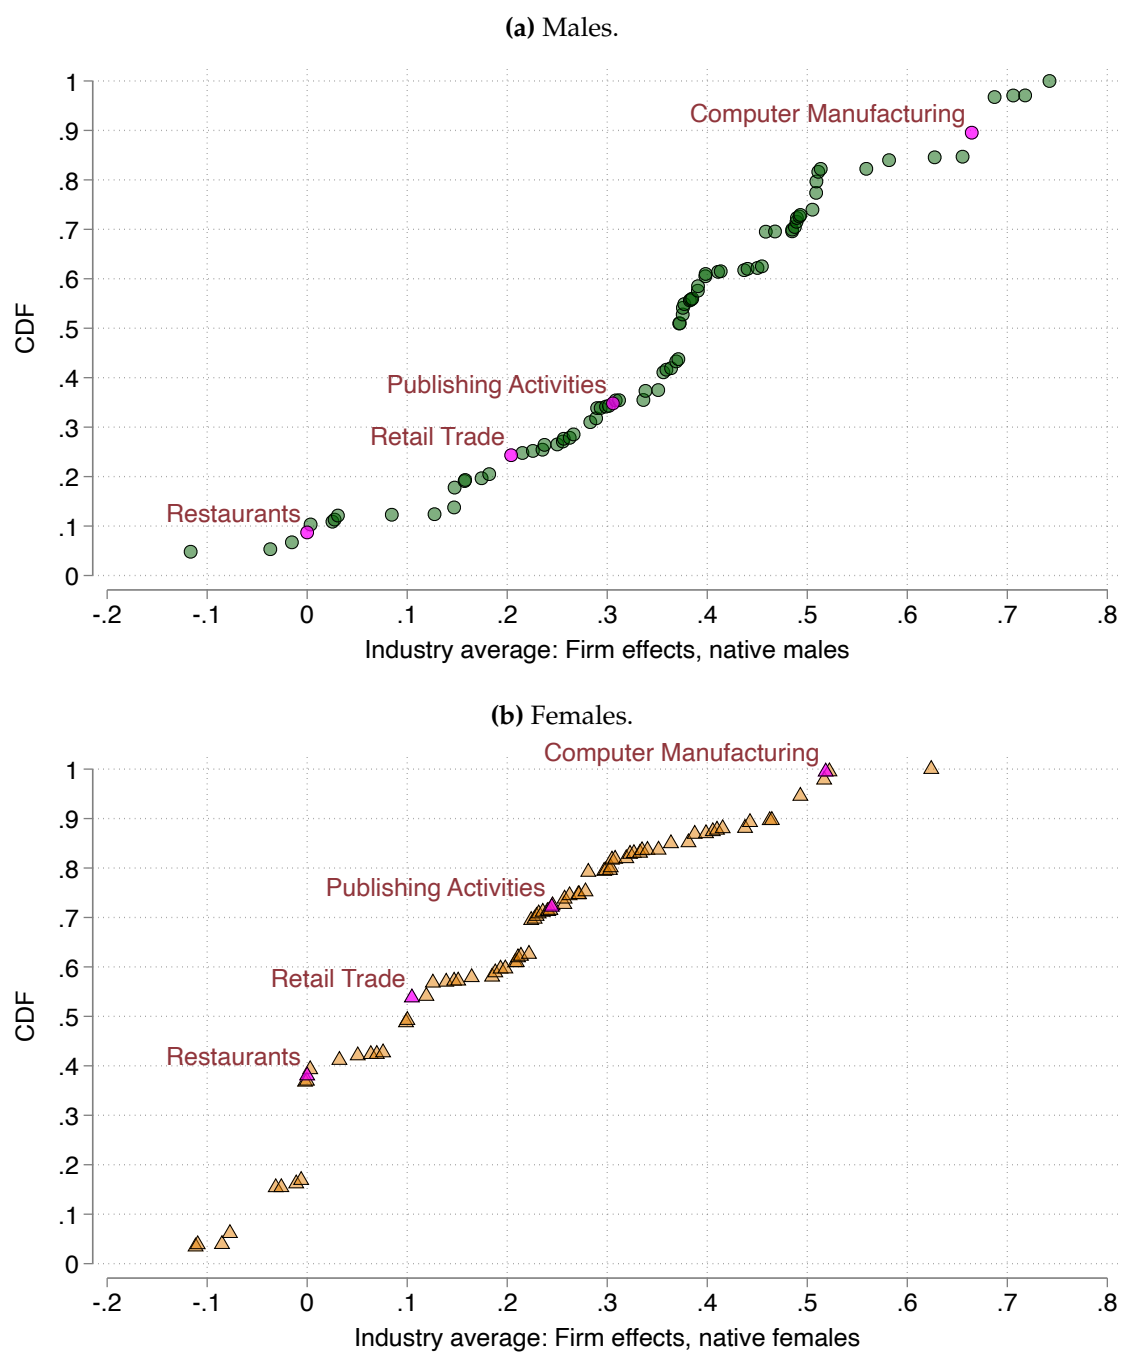 (a) Males.
1
.9
.8
.7
.6
.5
.4
.3
.2
.1
0
CDF
Computer Manufacturing
Publishing Activities
Retail Trade
Restaurants
-.2 -.1 0 .1 .2 .3 .4 .5 .6 .7 .8
Industry average: Firm effects, native males
(b) Females.
1
.9
.8
.7
.6
.5
.4
.3
.2
.1
0
CDF
Computer Manufacturing
Publishing Activities
Retail Trade
Restaurants
-.2 -.1 0 .1 .2 .3 .4 .5 .6 .7 .8
Industry average: Firm effects, native females